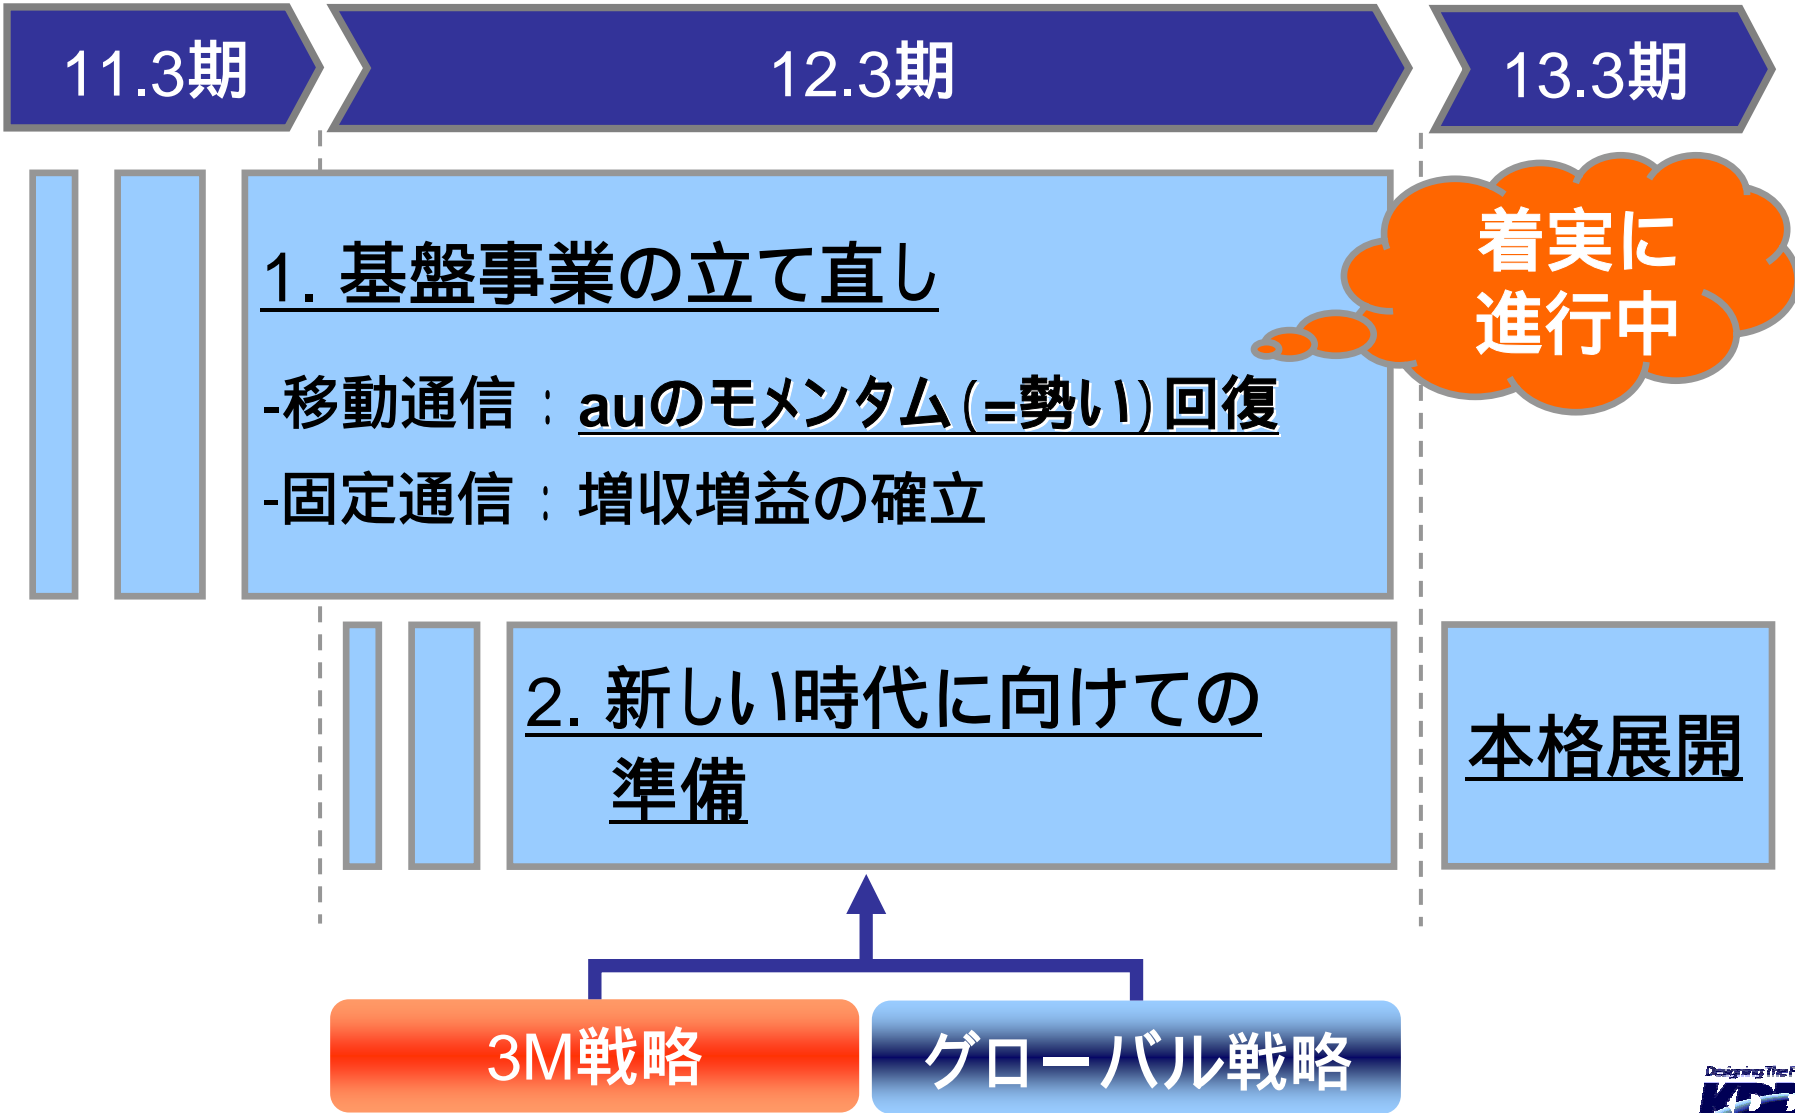 11.3期
12.3期
13.3期
着実に
進行中
1. 基盤事業の立て直し
-移動通信：auのモメンタム(=勢い)回復
-固定通信：増収増益の確立
2. 新しい時代に向けての
準備
本格展開
3M戦略
グローバル戦略
Designing The F